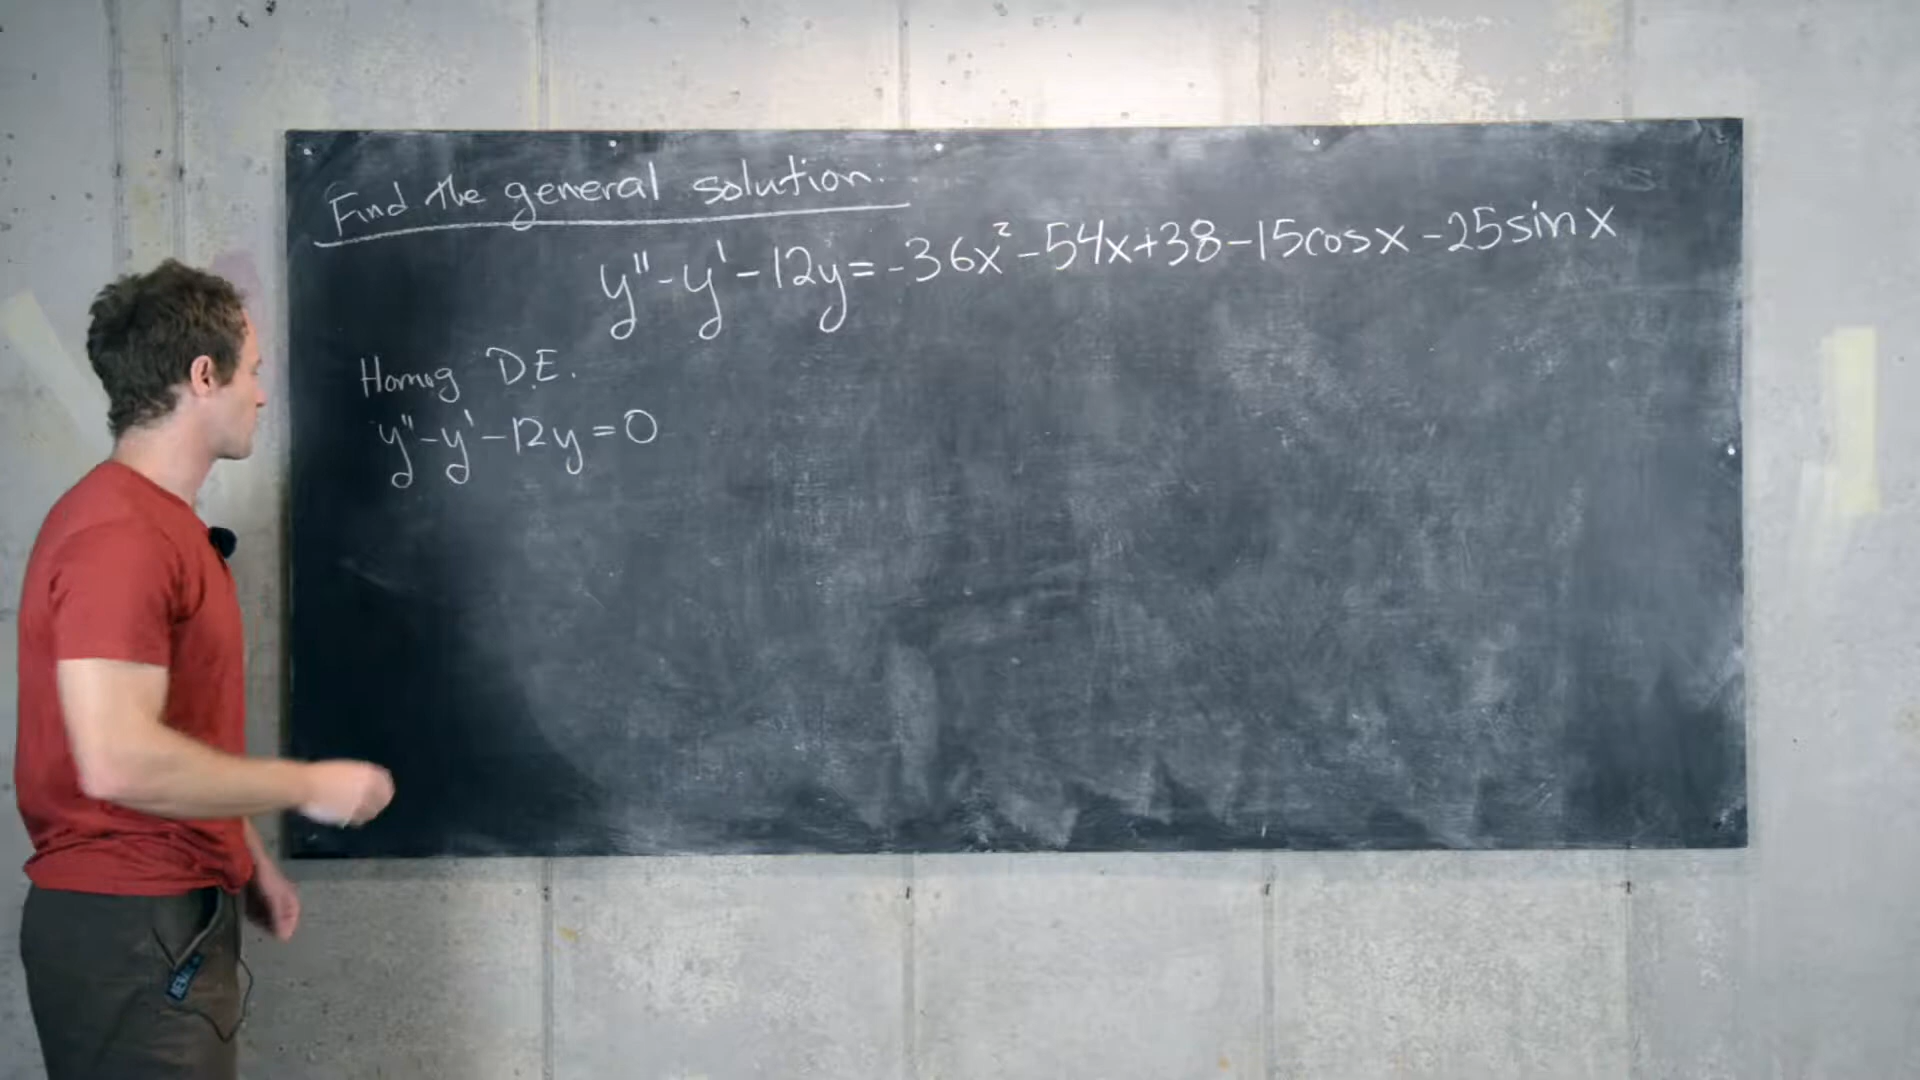 Find the general solution.
y''-y'-12y=-36x²-54x+38-15cosx-25sinx
Homog D.E.
y''-y'-12y=0